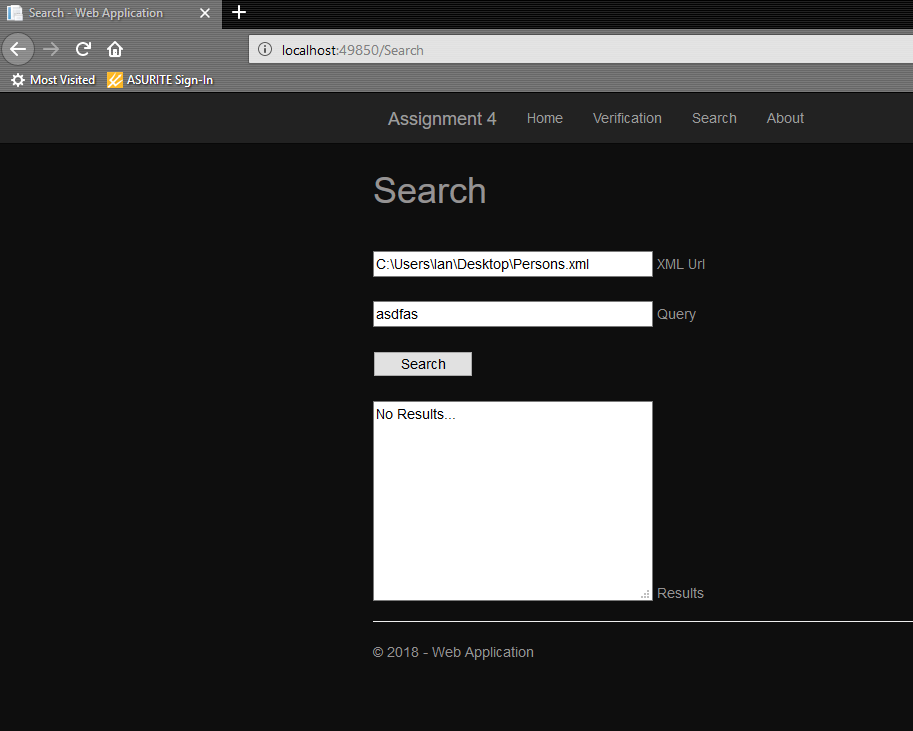 Search - Web Application
localhost:49850/Search
Most Visited ASURITE Sign-In
Assignment 4 Home Verification Search About
Search
C:\Users\Ian\Desktop\Persons.xml XML Url
asdfas Query
Search
No Results...
Results
© 2018 - Web Application